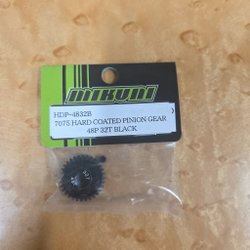 MIKUNI
HDP-4832B
7075 HARD COATED PINION GEAR
48P 32T BLACK